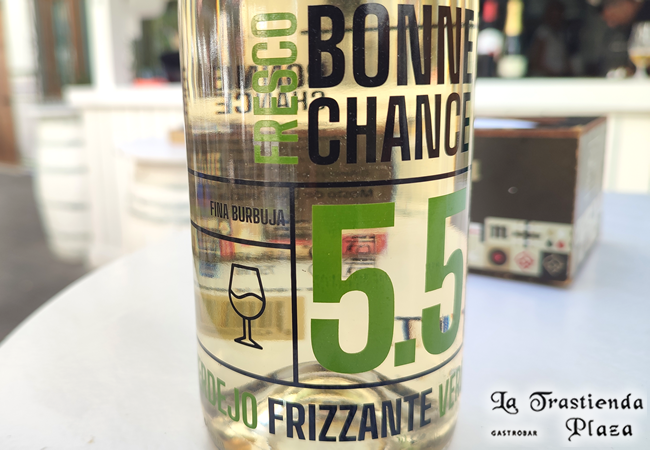 FRESCO
BONNE
CHANCE
FINA BURBUJA
5.5
FRIZZANTE
La Trastienda
GASTROBAR
Plaza